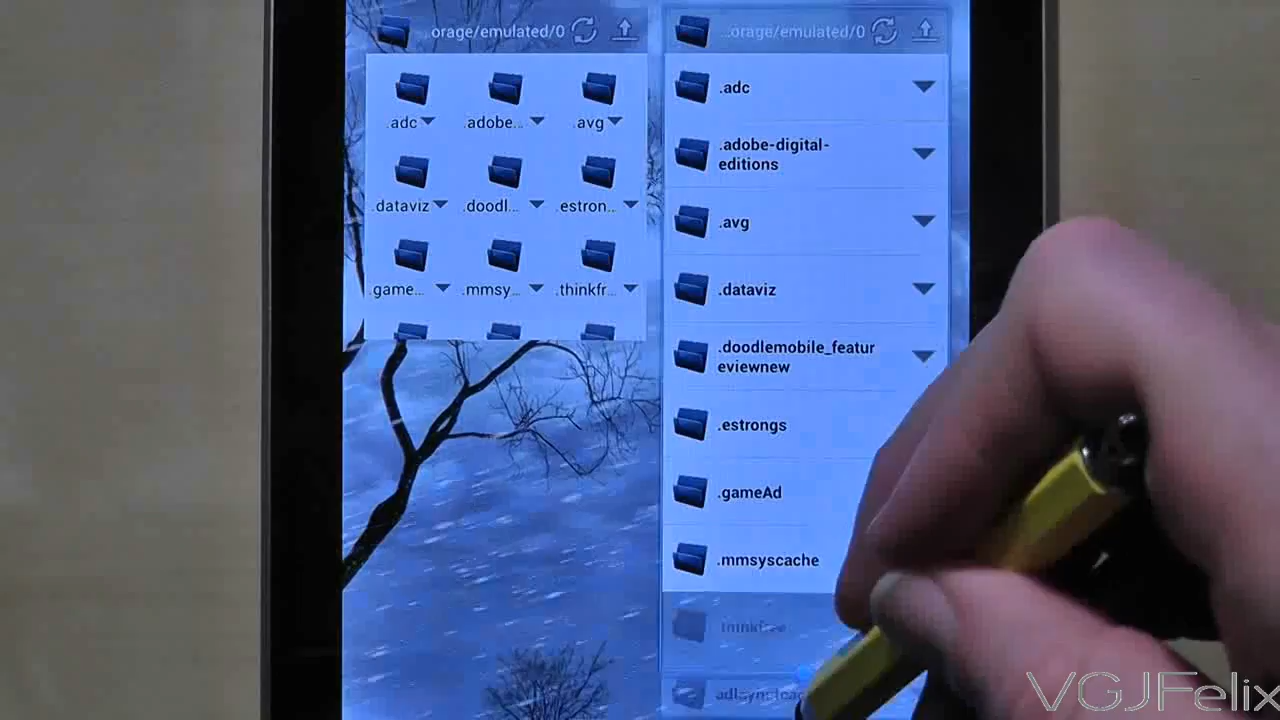 orage/emulated/0
.adc
.adobe...
.avg
.dataviz
.doodl...
.estron...
.game...
.mmsy...
.thinkfr...
...orage/emulated/0
.adc
.adobe-digital-
editions
.avg
.dataviz
.doodlemobile_featur
eviewnew
.estrongs
.gameAd
.mmsyscache
VGJFelix